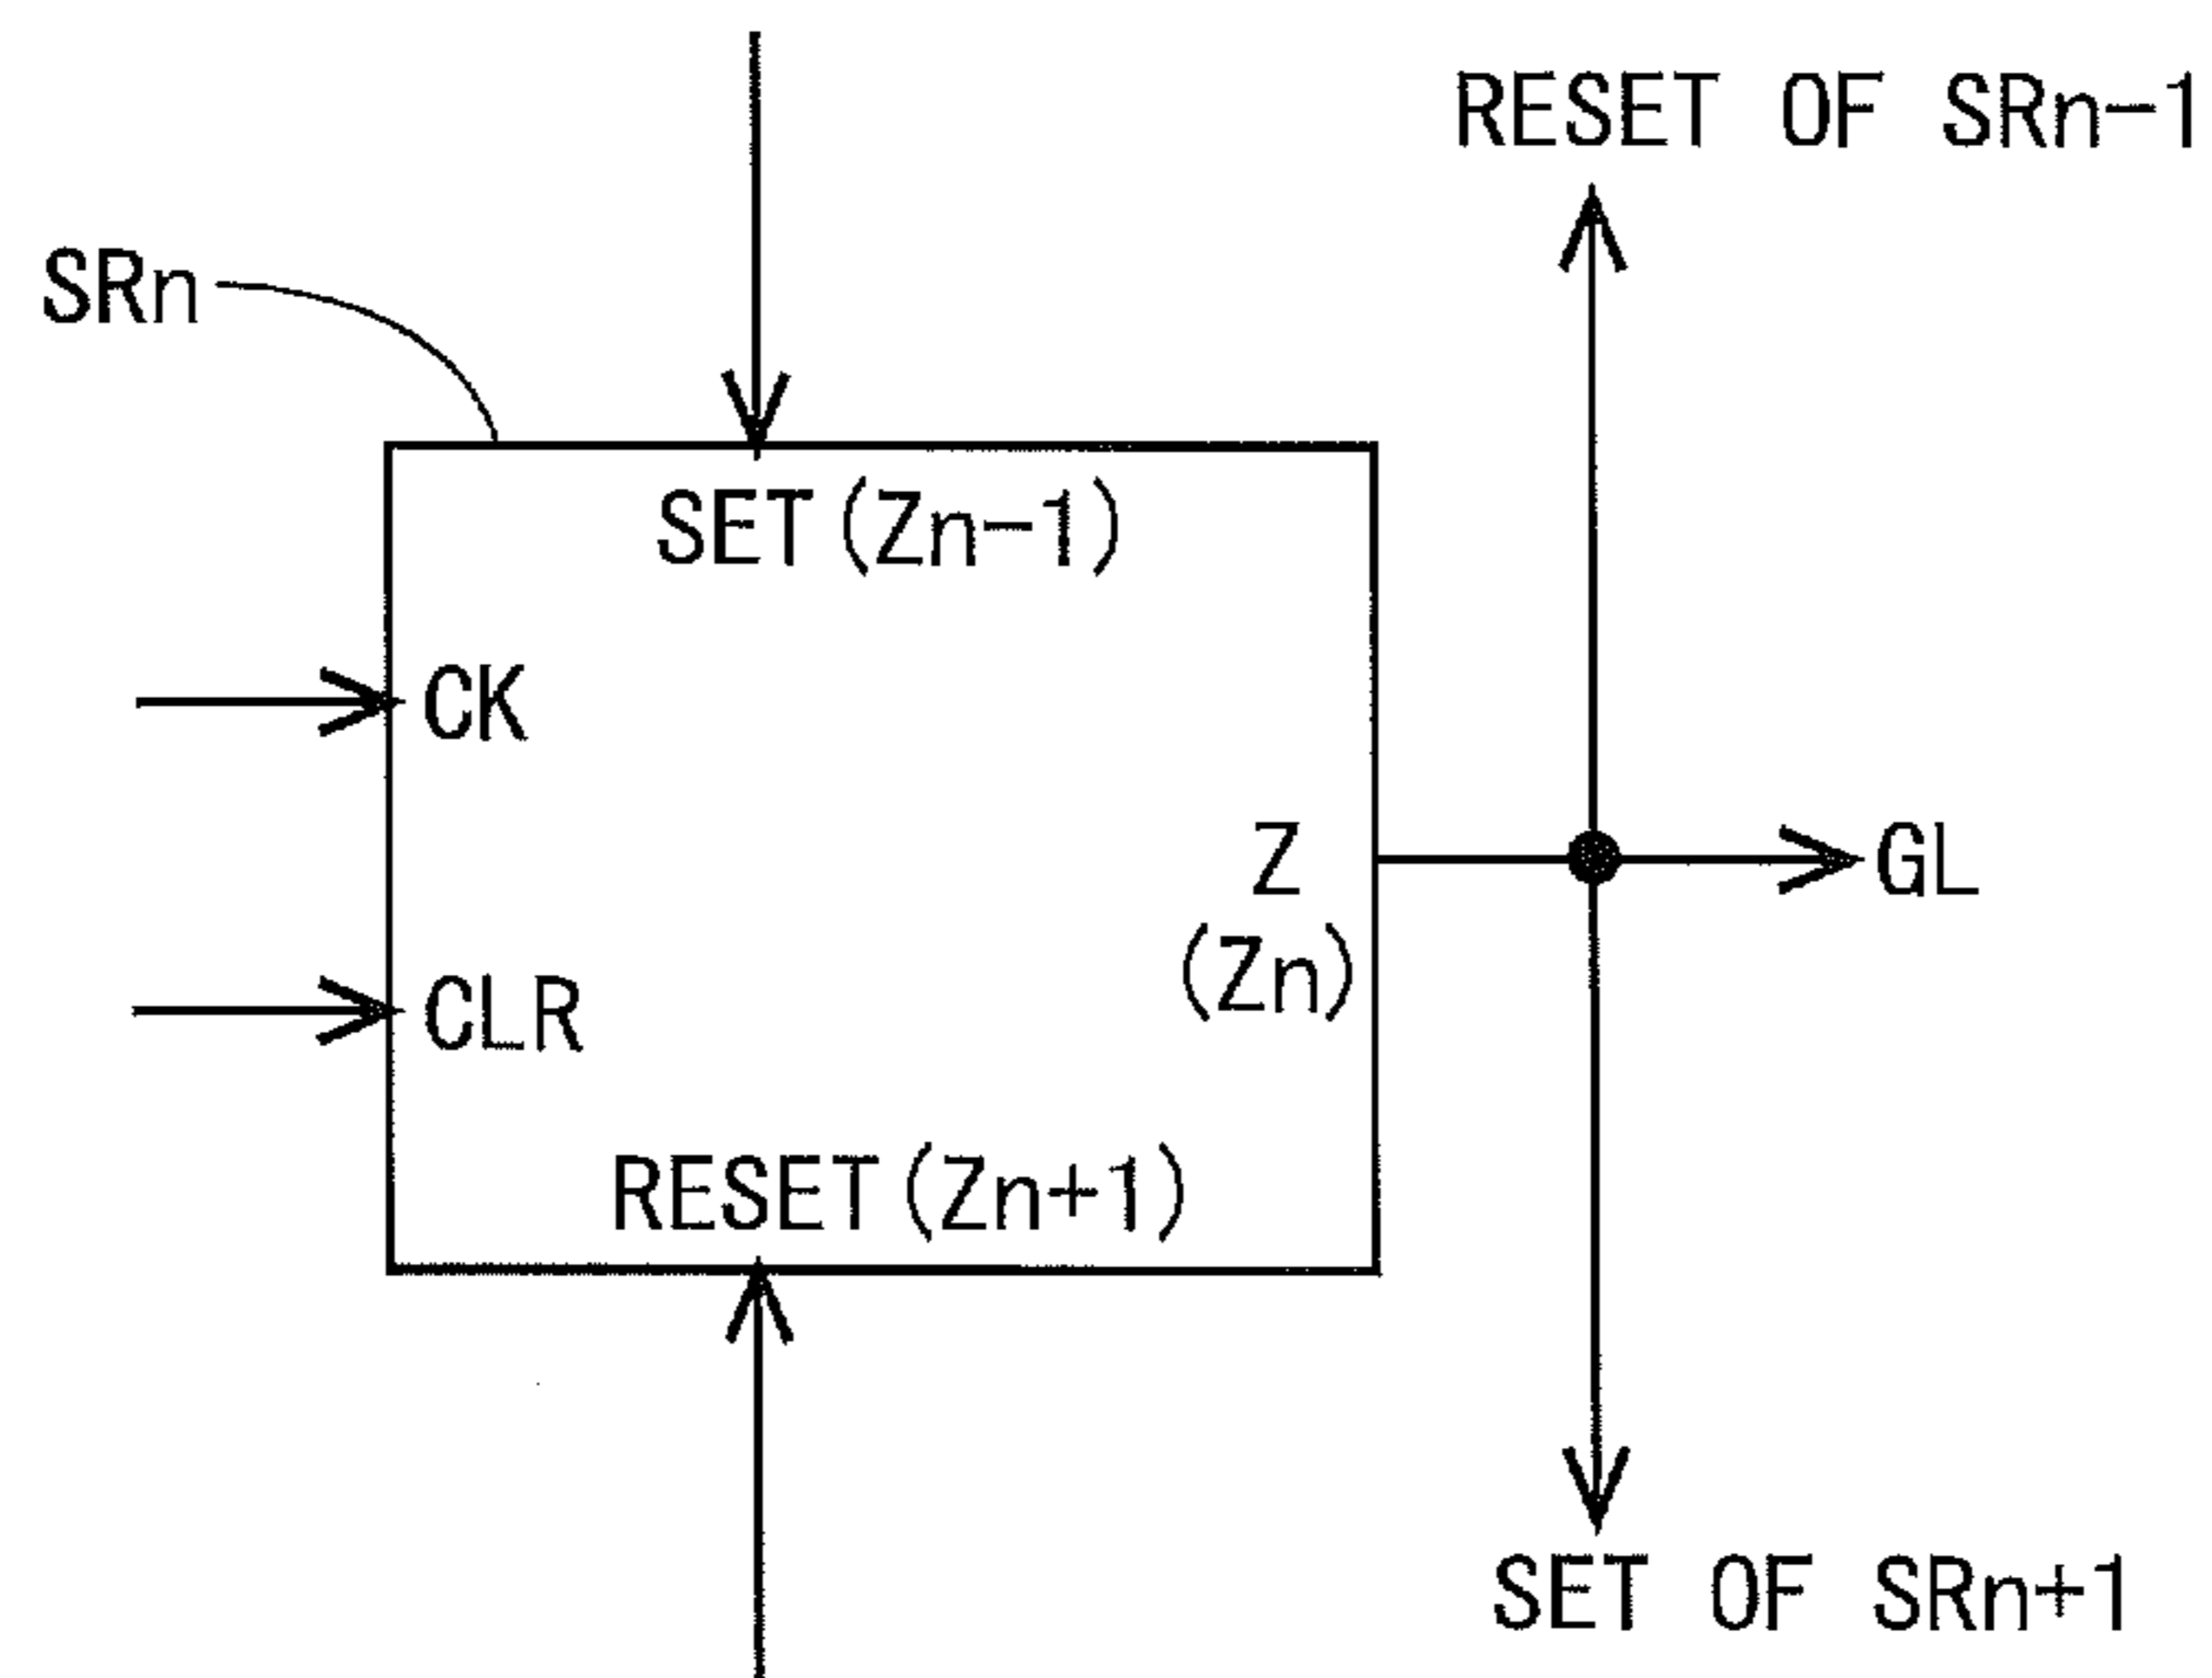 RESET OF SRn-1
SRn
SET(Zn-1)
CK
Z
GL
(Zn)
CLR
RESET(Zn+1)
SET OF SRn+1